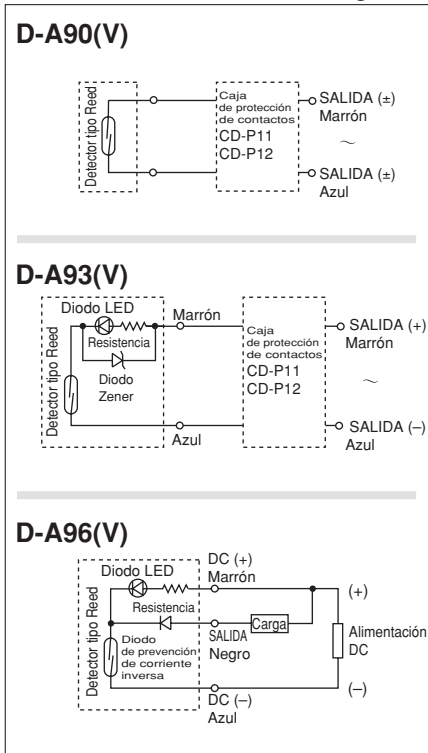 D-A90(V)
Detector tipo Reed
Caja
de protección
de contactos
CD-P11
CD-P12
SALIDA (±)
Marrón
~
SALIDA (±)
Azul
D-A93(V)
Detector tipo Reed
Diodo LED
Resistencia
Diodo
Zener
Marrón
Azul
Caja
de protección
de contactos
CD-P11
CD-P12
SALIDA (+)
Marrón
~
SALIDA (–)
Azul
D-A96(V)
Detector tipo Reed
Diodo LED
Resistencia
Diodo
de prevención
de corriente
inversa
DC (+)
Marrón
SALIDA
Negro
Carga
DC (–)
Azul
(+)
Alimentación
DC
(–)